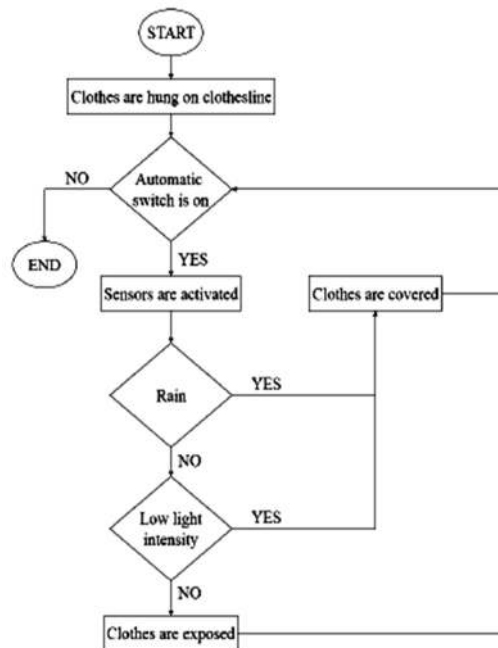 START
Clothes are hung on clothesline
NO
Automatic
switch is on
END
YES
Sensors are activated
Clothes are covered
Rain
YES
NO
Low light
intensity
YES
NO
Clothes are exposed